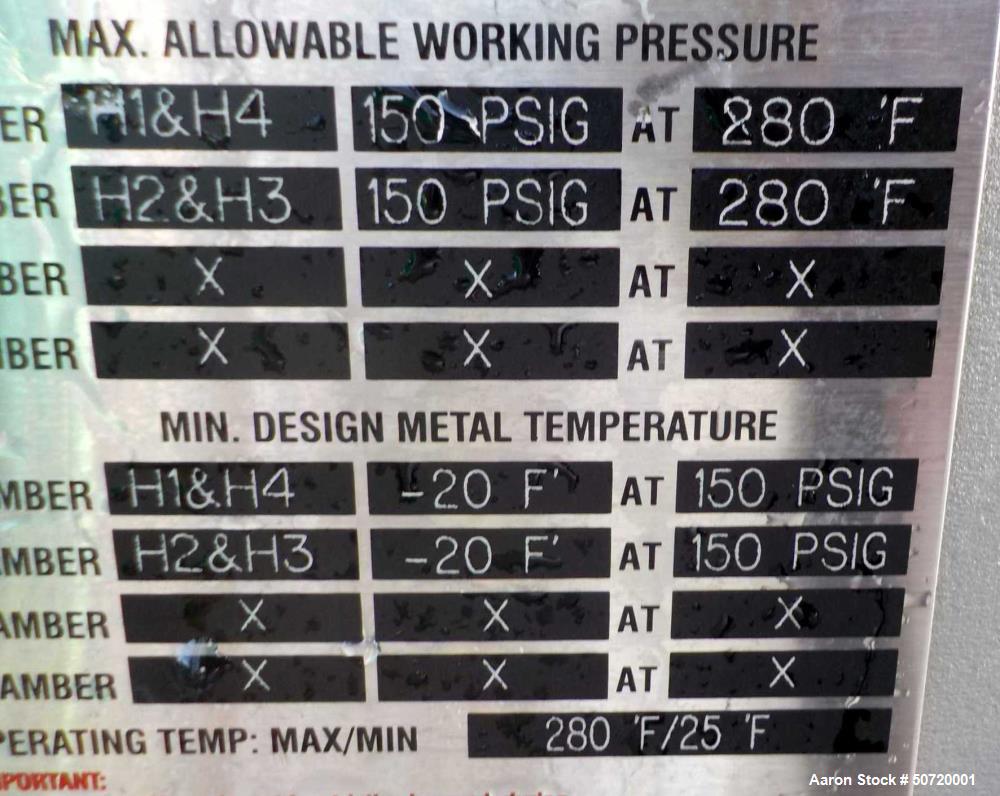 MAX. ALLOWABLE WORKING PRESSURE
ER H1&H4 150 PSIG AT 280 'F
BER H2&H3 150 PSIG AT 280 'F
BER X X AT X
MBER X X AT X
MIN. DESIGN METAL TEMPERATURE
MBER H1&H4 -20 F' AT 150 PSIG
MBER H2&H3 -20 F' AT 150 PSIG
AMBER X X AT X
AMBER X X AT X
PERATING TEMP: MAX/MIN 280 'F/25 'F
PORTANT:
Aaron Stock # 50720001